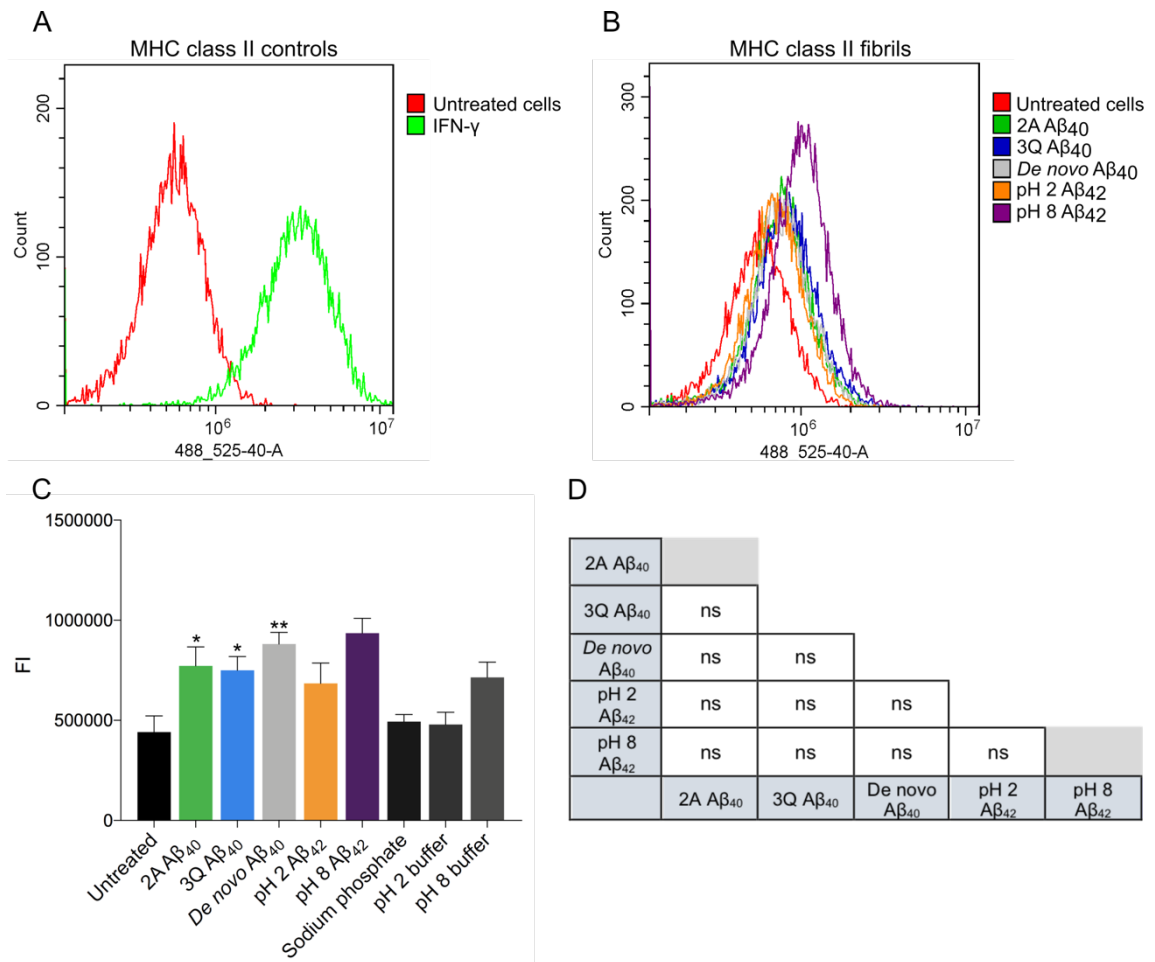 A
MHC class II controls
200
100
0
Count
10⁶
10⁷
488_525-40-A
Untreated cells
IFN-γ
B
MHC class II fibrils
300
200
100
0
Count
10⁶
10⁷
488_525-40-A
Untreated cells
2A Aβ₄₀
3Q Aβ₄₀
De novo Aβ₄₀
pH 2 Aβ₄₂
pH 8 Aβ₄₂
C
1500000
1000000
500000
0
FI
*
*
**
Untreated
2A Aβ₄₀
3Q Aβ₄₀
De novo Aβ₄₀
pH 2 Aβ₄₂
pH 8 Aβ₄₂
Sodium phosphate
pH 2 buffer
pH 8 buffer
D
2A Aβ₄₀
3Q Aβ₄₀ ns
De novo
Aβ₄₀ ns ns
pH 2
Aβ₄₂ ns ns ns
pH 8
Aβ₄₂ ns ns ns ns
2A Aβ₄₀ 3Q Aβ₄₀ De novo Aβ₄₀ pH 2 Aβ₄₂ pH 8 Aβ₄₂